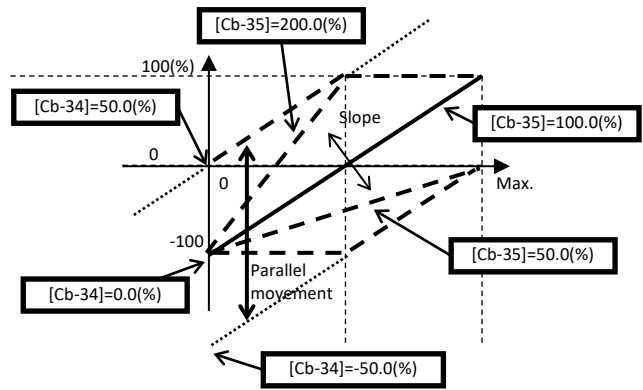 [Cb-35]=200.0(%)
100(%)
[Cb-34]=50.0(%)
Slope
[Cb-35]=100.0(%)
0
0
Max.
-100
[Cb-35]=50.0(%)
Parallel
movement
[Cb-34]=0.0(%)
[Cb-34]=-50.0(%)